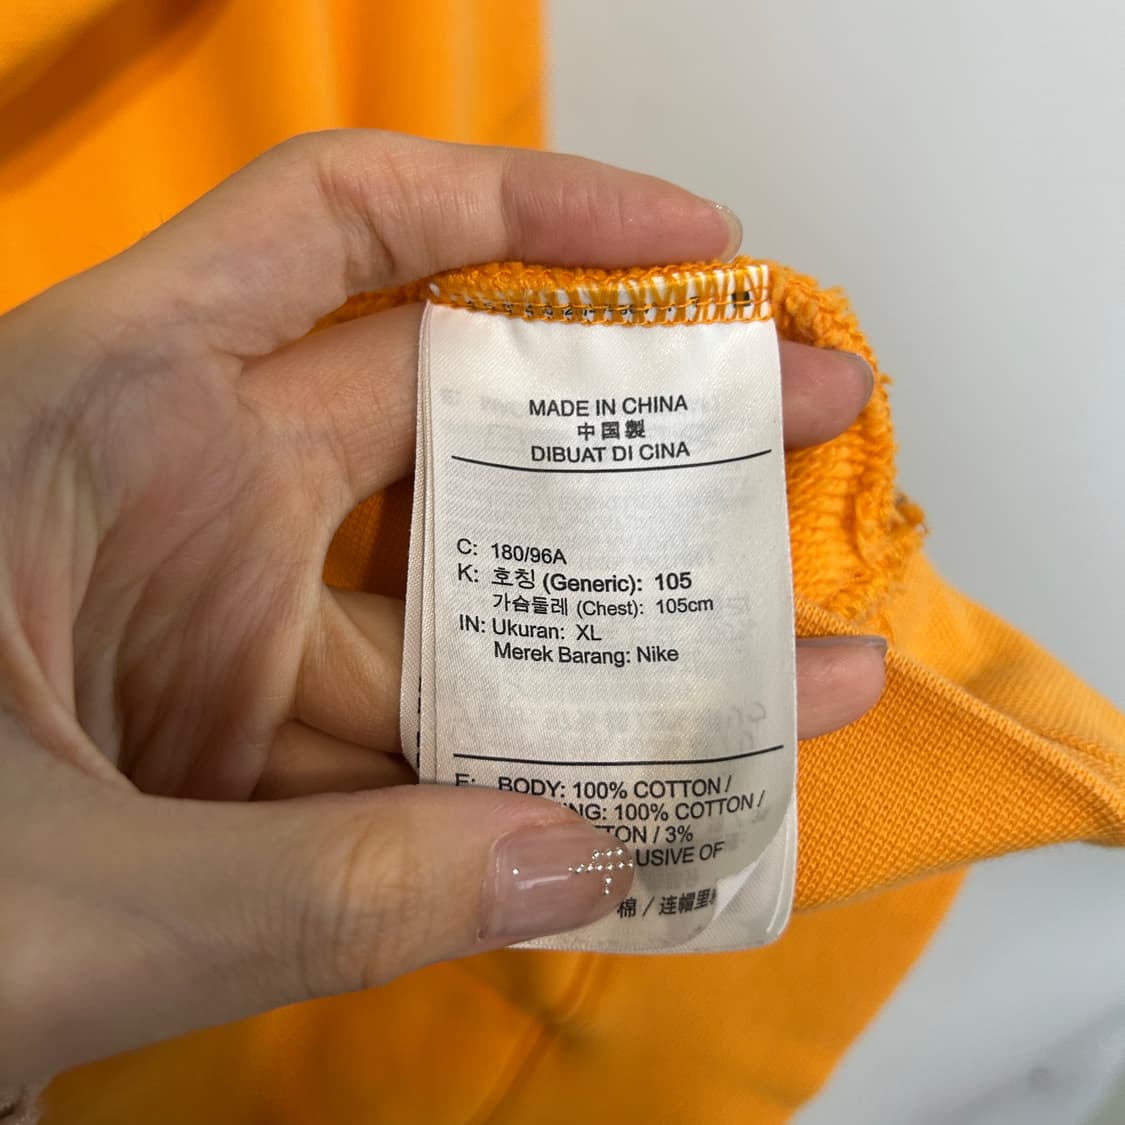 MADE IN CHINA
中国製
DIBUAT DI CINA
C: 180/96A
K: 호칭 (Generic): 105
가슴둘레 (Chest): 105cm
IN: Ukuran: XL
Merek Barang: Nike
E: BODY: 100% COTTON /
100% COTTON /
/ 3%
OF
棉 / 连帽里